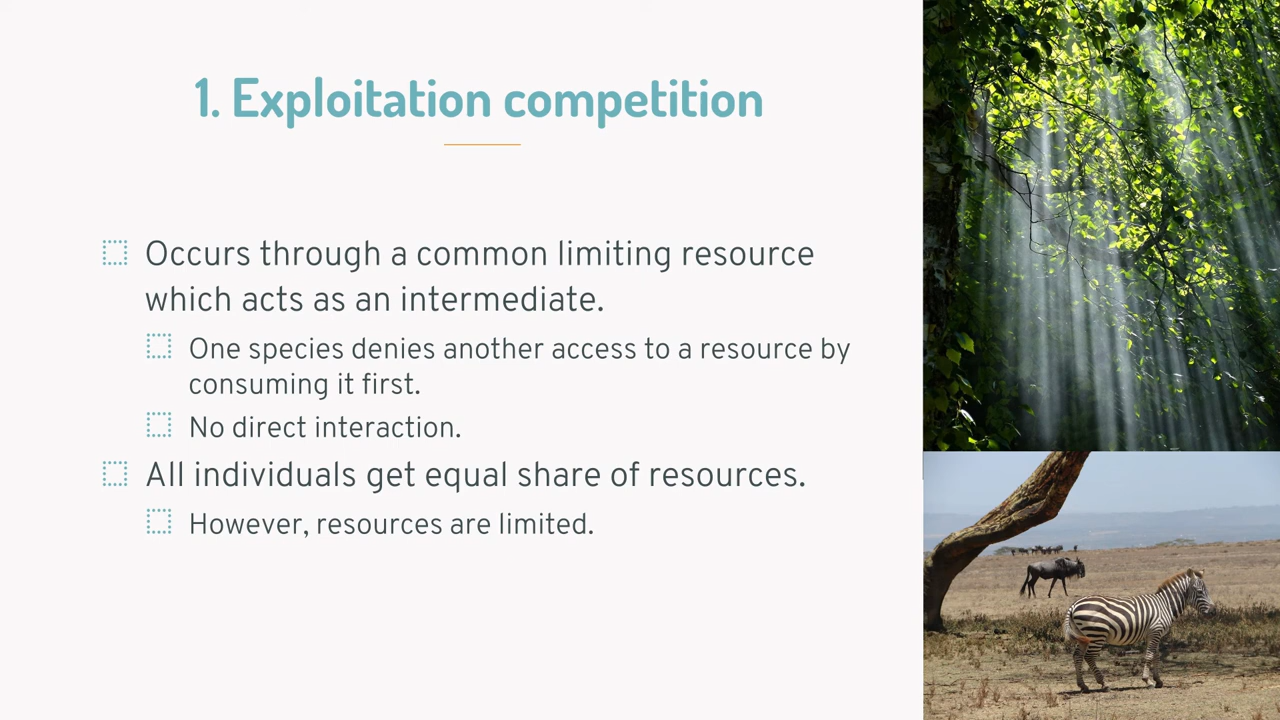 1. Exploitation competition
Occurs through a common limiting resource
which acts as an intermediate.
One species denies another access to a resource by
consuming it first.
No direct interaction.
All individuals get equal share of resources.
However, resources are limited.